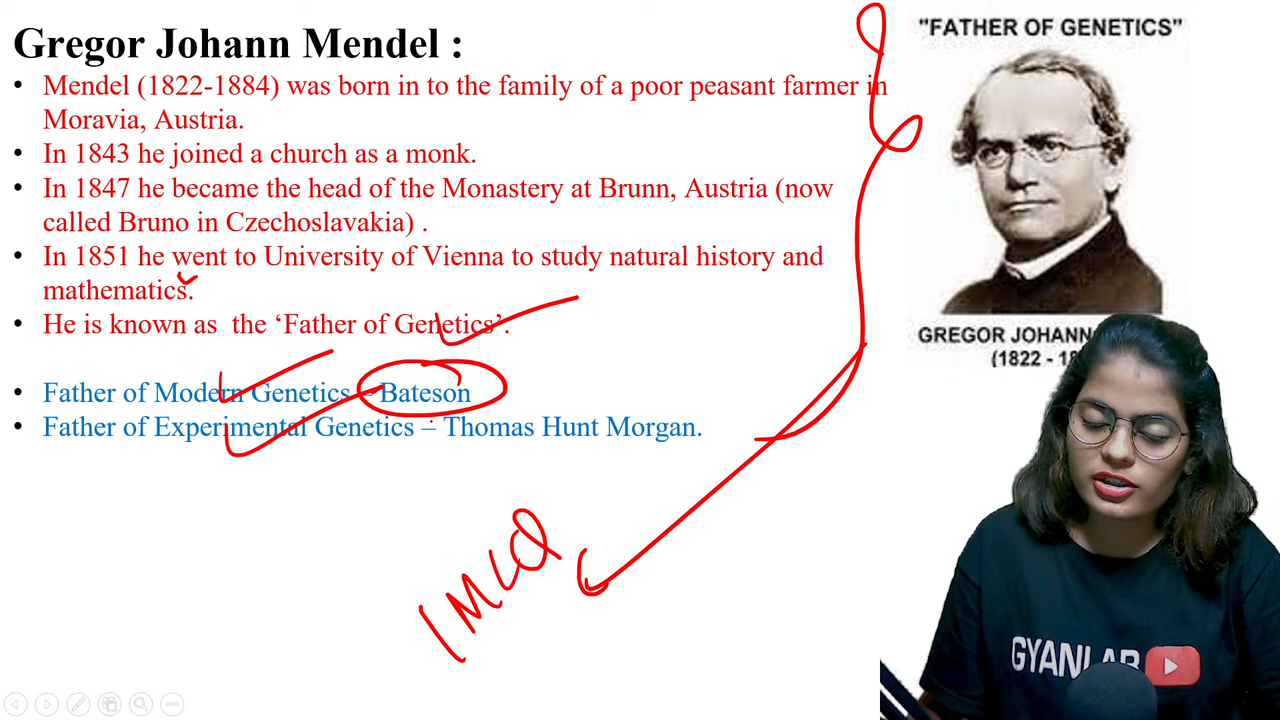 Gregor Johann Mendel :
• Mendel (1822-1884) was born in to the family of a poor peasant farmer in
Moravia, Austria.
• In 1843 he joined a church as a monk.
• In 1847 he became the head of the Monastery at Brunn, Austria (now
called Bruno in Czechoslavakia) .
• In 1851 he went to University of Vienna to study natural history and
mathematics.
• He is known as the ‘Father of Genetics’.
• Father of Modern Genetics – Bateson
• Father of Experimental Genetics – Thomas Hunt Morgan.
1 MCQ
"FATHER OF GENETICS"
GREGOR JOHANN
(1822 - 18
GYANLAB